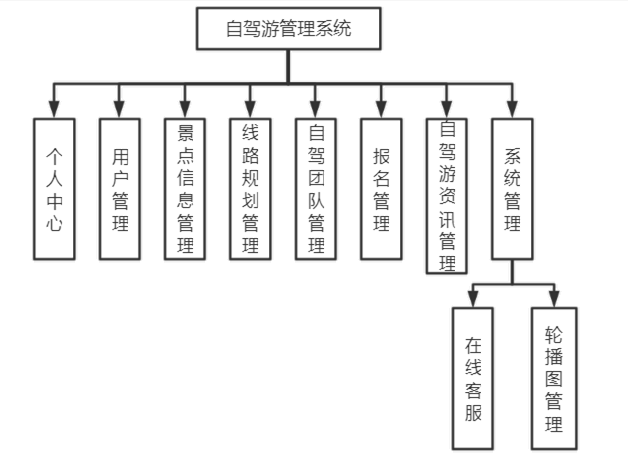 自驾游管理系统
个人中心
用户管理
景点信息管理
线路规划管理
自驾团队管理
报名管理
自驾游资讯管理
系统管理
在线客服
轮播图管理